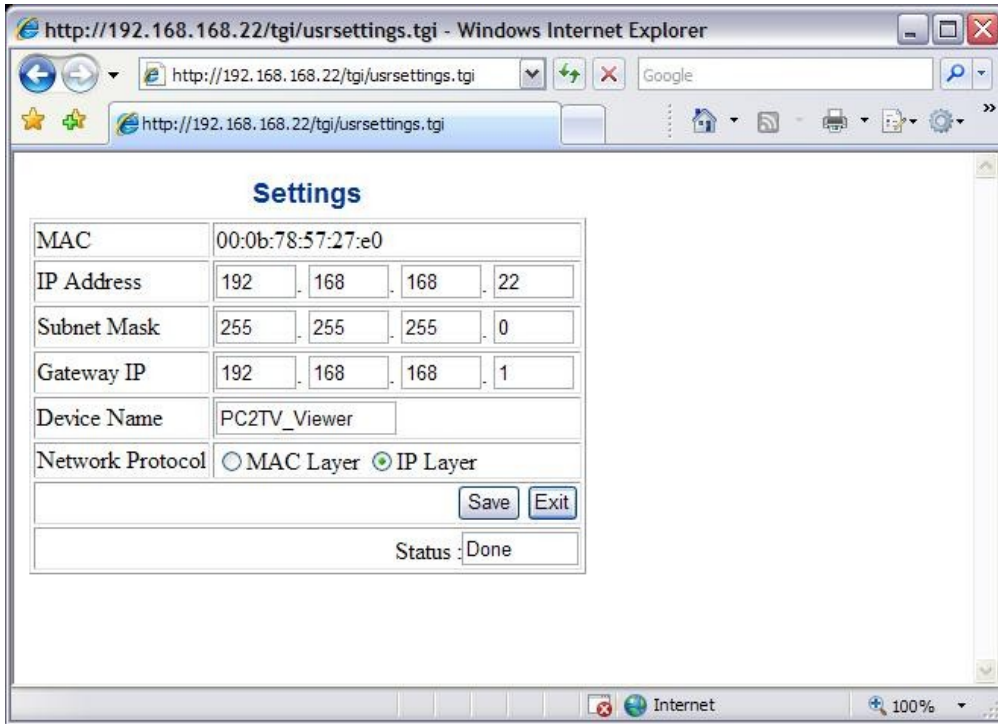 http://192.168.168.22/tgi/usrsettings.tgi - Windows Internet Explorer
http://192.168.168.22/tgi/usrsettings.tgi
Google
http://192.168.168.22/tgi/usrsettings.tgi
Settings
MAC 00:0b:78:57:27:e0
IP Address 192 . 168 . 168 . 22
Subnet Mask 255 . 255 . 255 . 0
Gateway IP 192 . 168 . 168 . 1
Device Name PC2TV_Viewer
Network Protocol MAC Layer IP Layer
Save Exit
Status : Done
Internet 100%